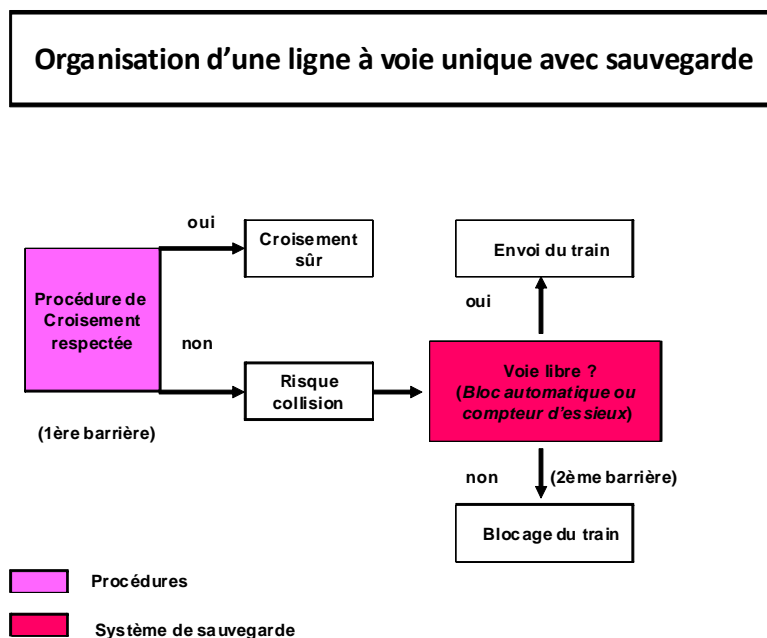 Organisation d’une ligne à voie unique avec sauvegarde
oui
Croisement
sûr
Envoi du train
oui
Procédure de
Croisement
respectée
non
Risque
collision
Voie libre ?
(Bloc automatique ou
compteur d’essieux)
(1ère barrière)
non
(2ème barrière)
Blocage du train
Procédures
Système de sauvegarde